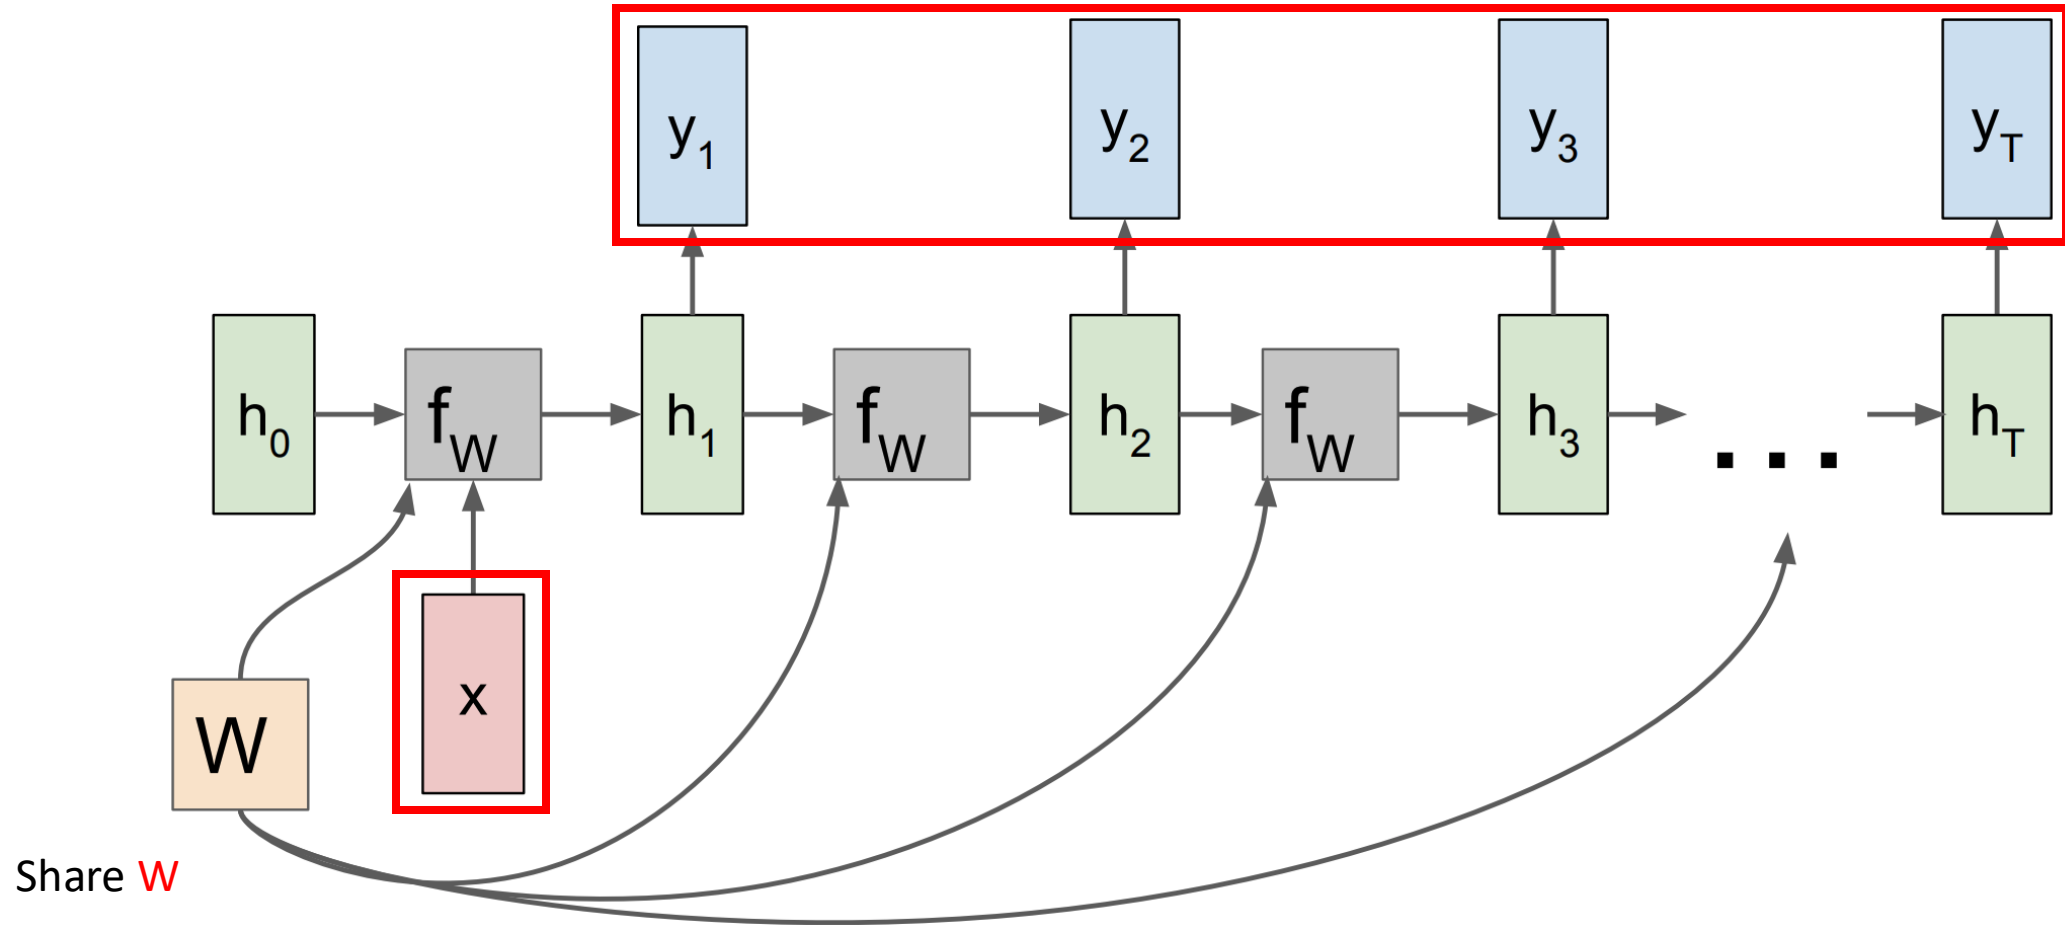 y1 y2 y3 yT
h0 fW h1 fW h2 fW h3 ... hT
x
W
Share W